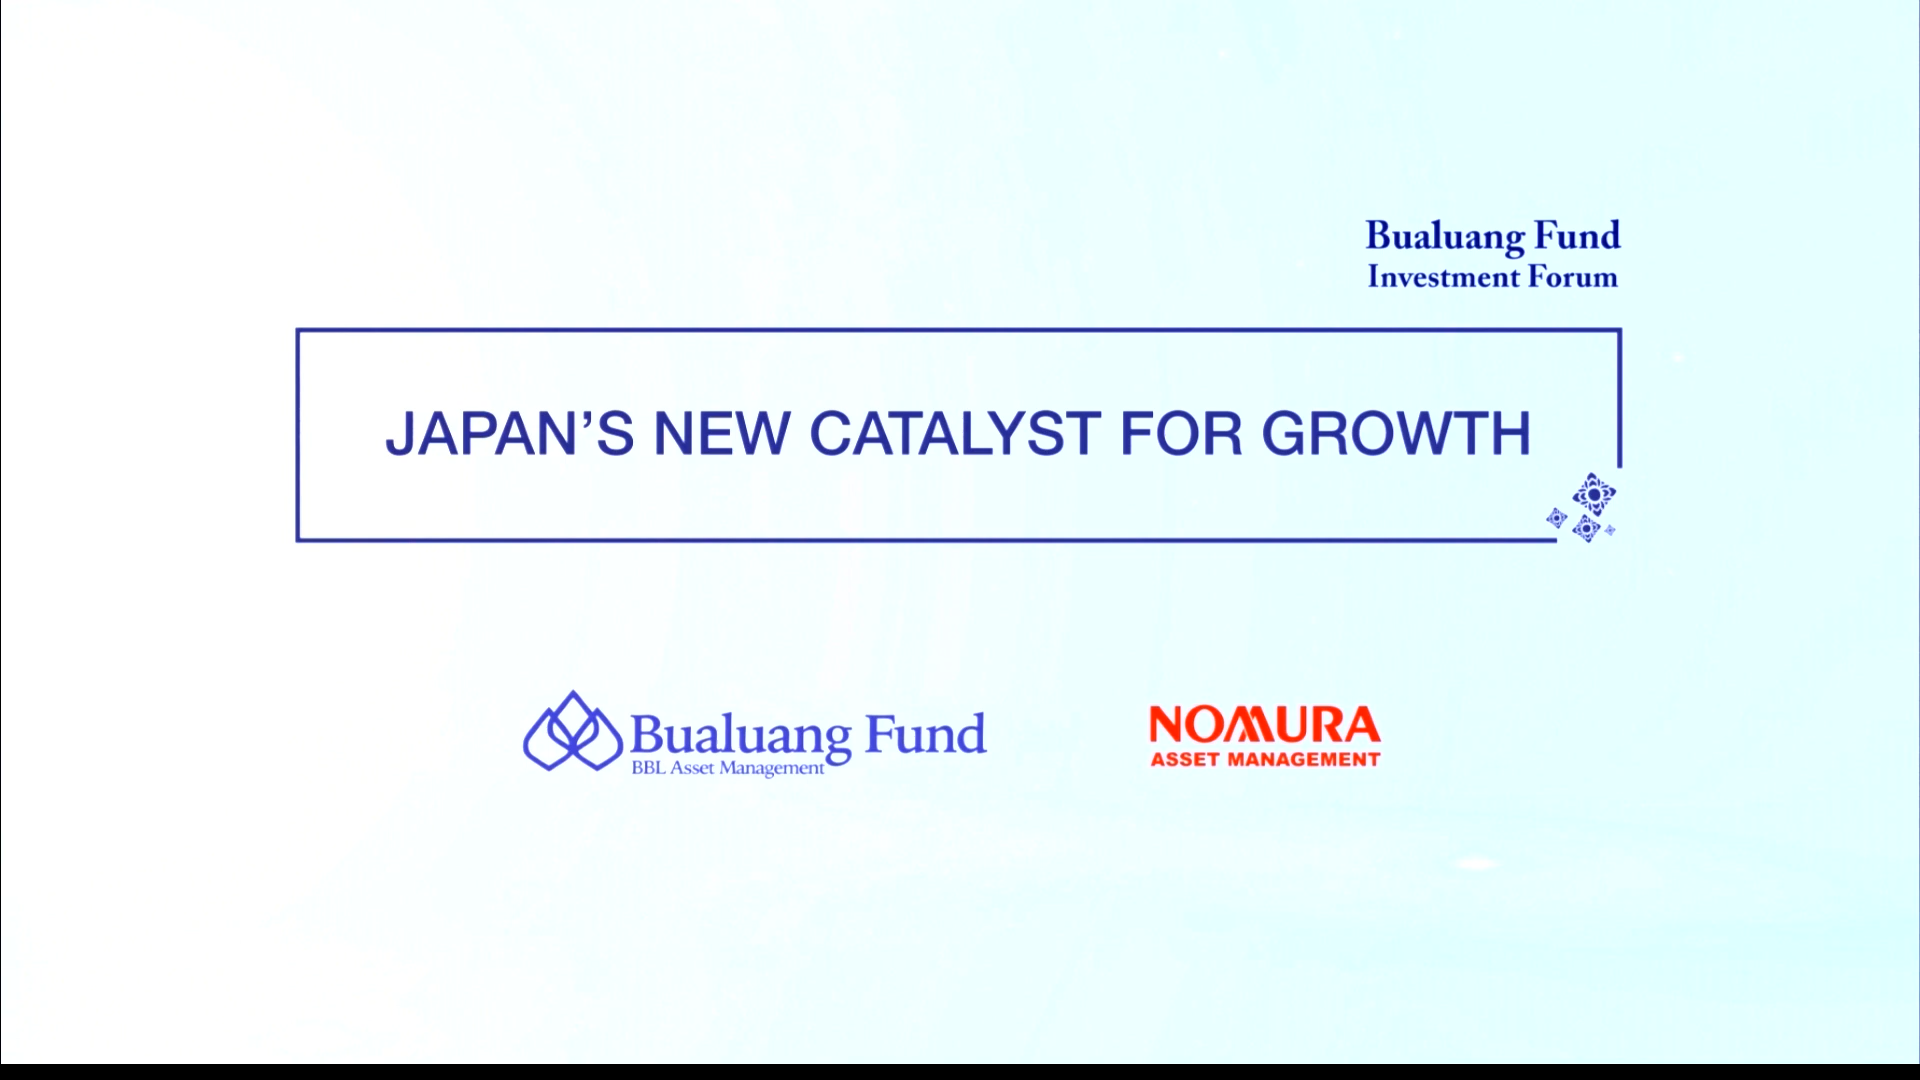 Bualuang Fund
Investment Forum
JAPAN’S NEW CATALYST FOR GROWTH
Bualuang Fund
BBL Asset Management
NOMURA
ASSET MANAGEMENT